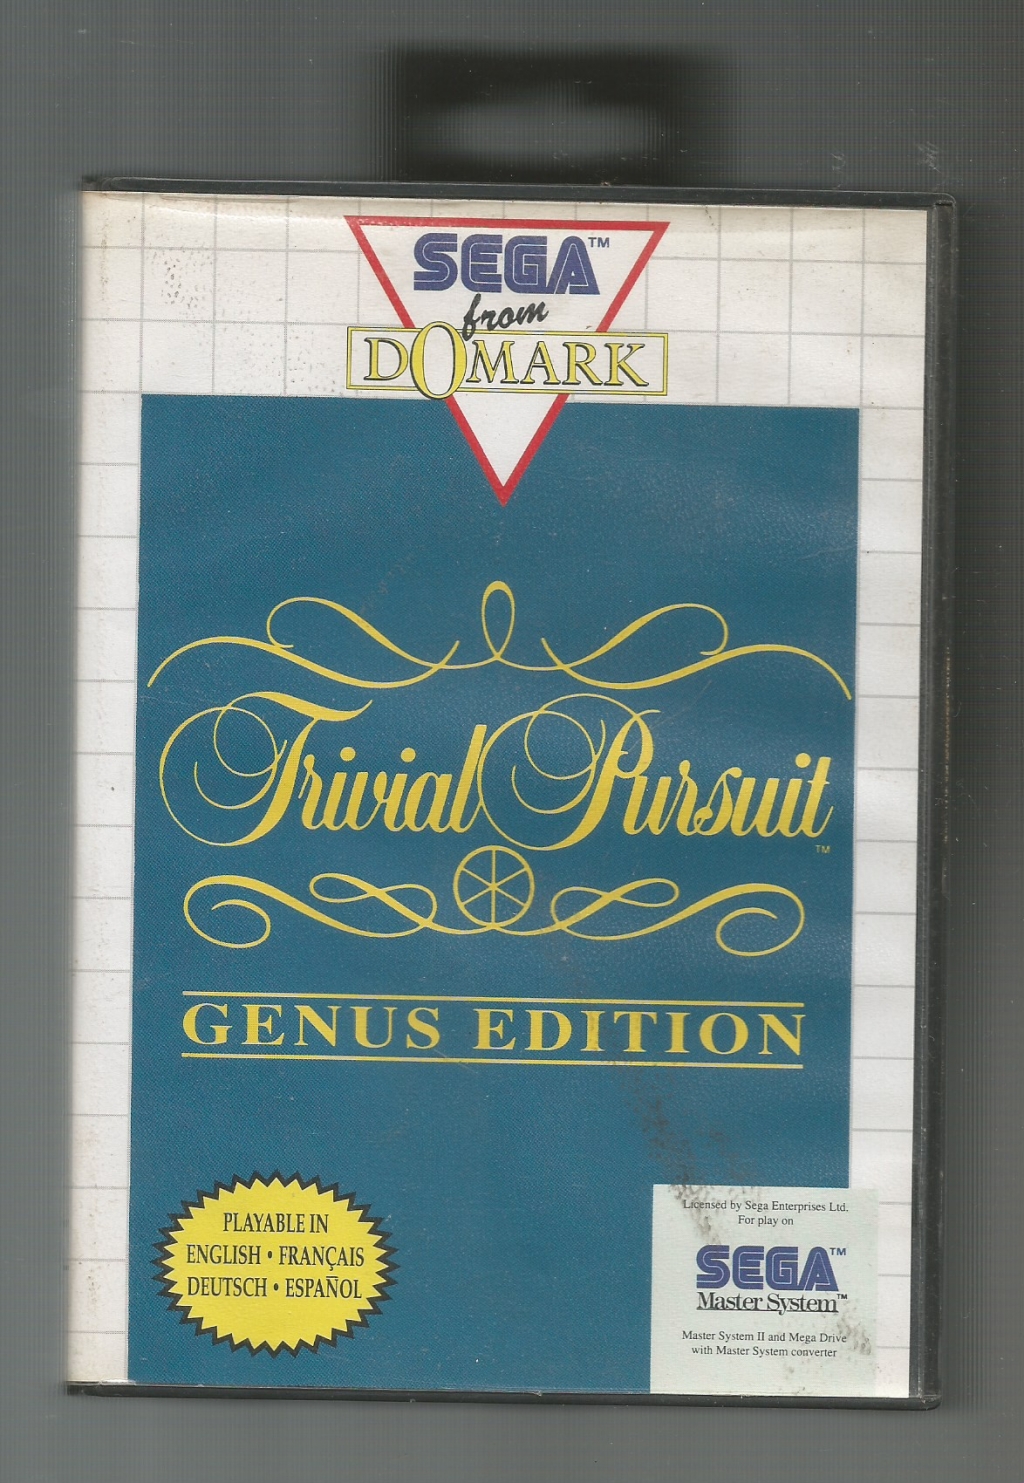 SEGA™
from
DOMARK
Trivial Pursuit
™
GENUS EDITION
PLAYABLE IN
ENGLISH • FRANÇAIS
DEUTSCH • ESPAÑOL
Licensed by Sega Enterprises Ltd.
For play on
SEGA™
Master System™
Master System II and Mega Drive
with Master System converter